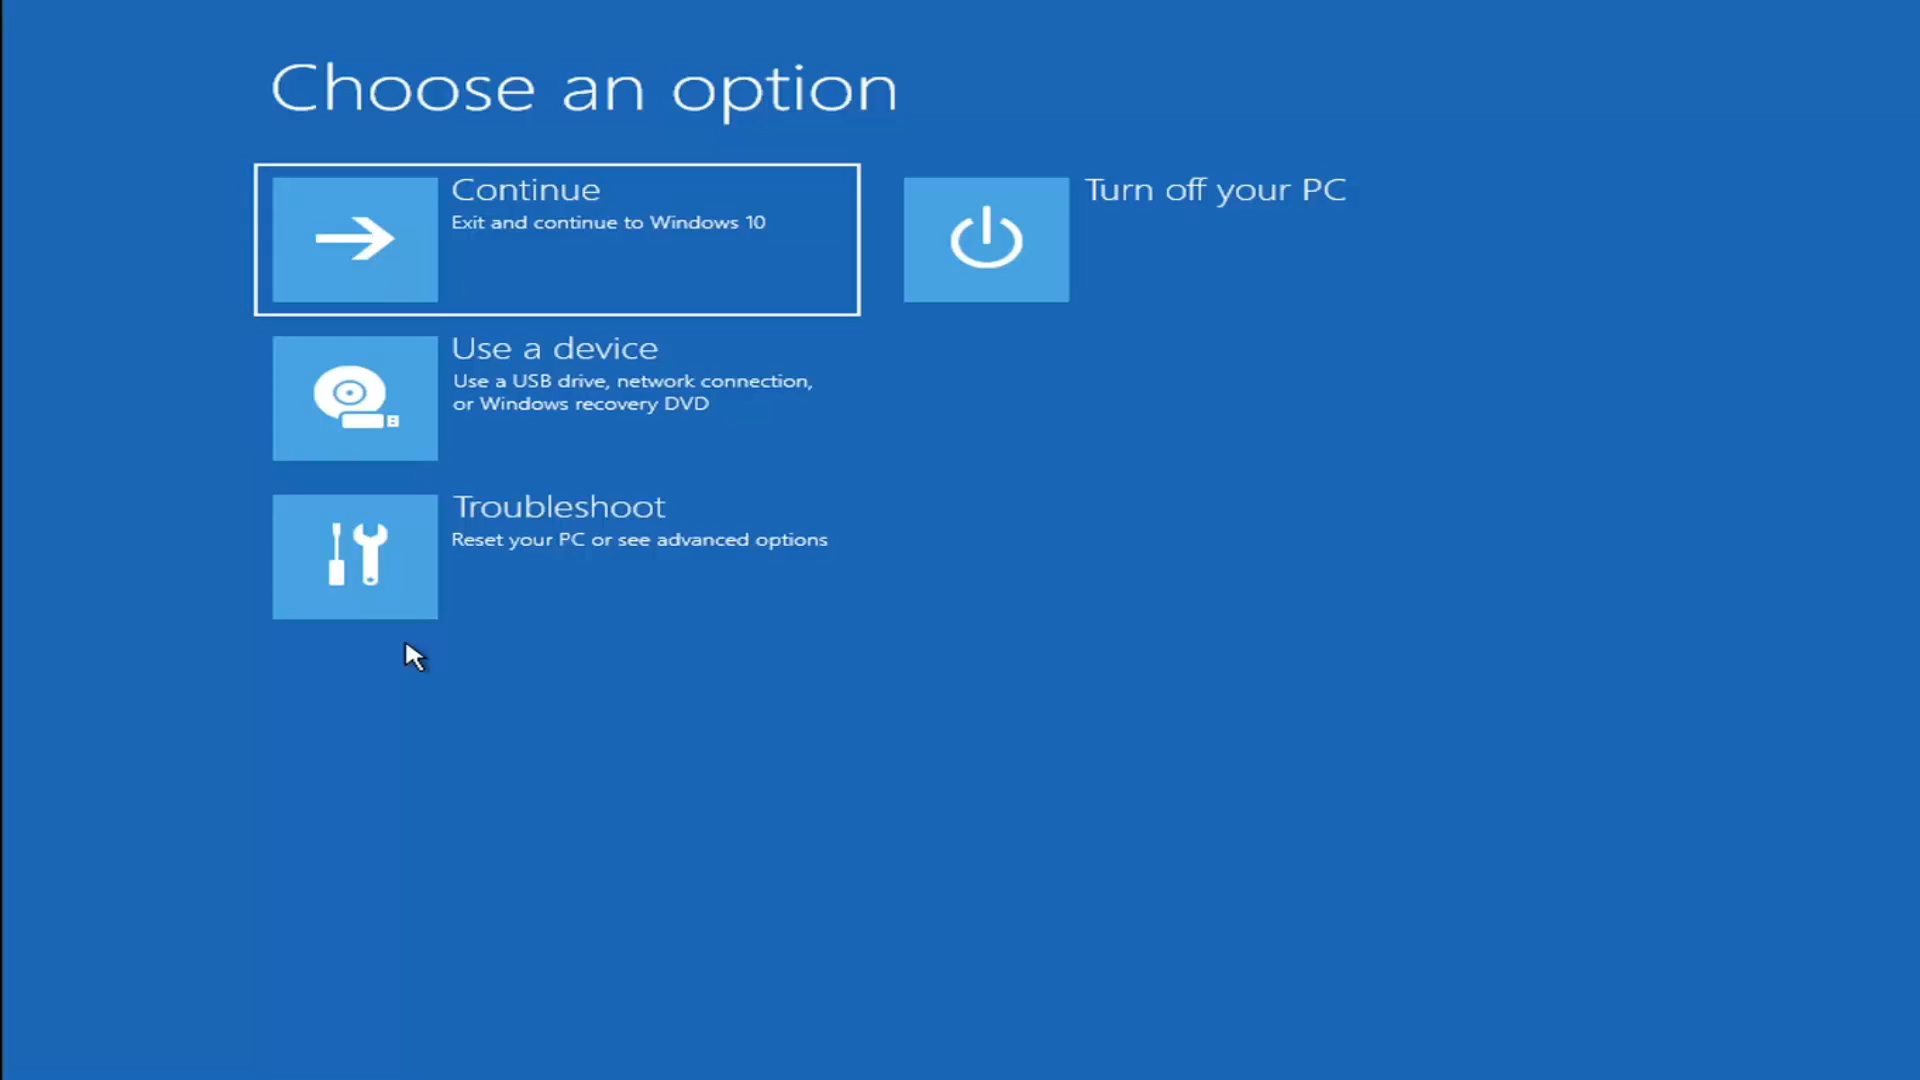 Choose an option
Continue
Exit and continue to Windows 10
Turn off your PC
Use a device
Use a USB drive, network connection,
or Windows recovery DVD
Troubleshoot
Reset your PC or see advanced options